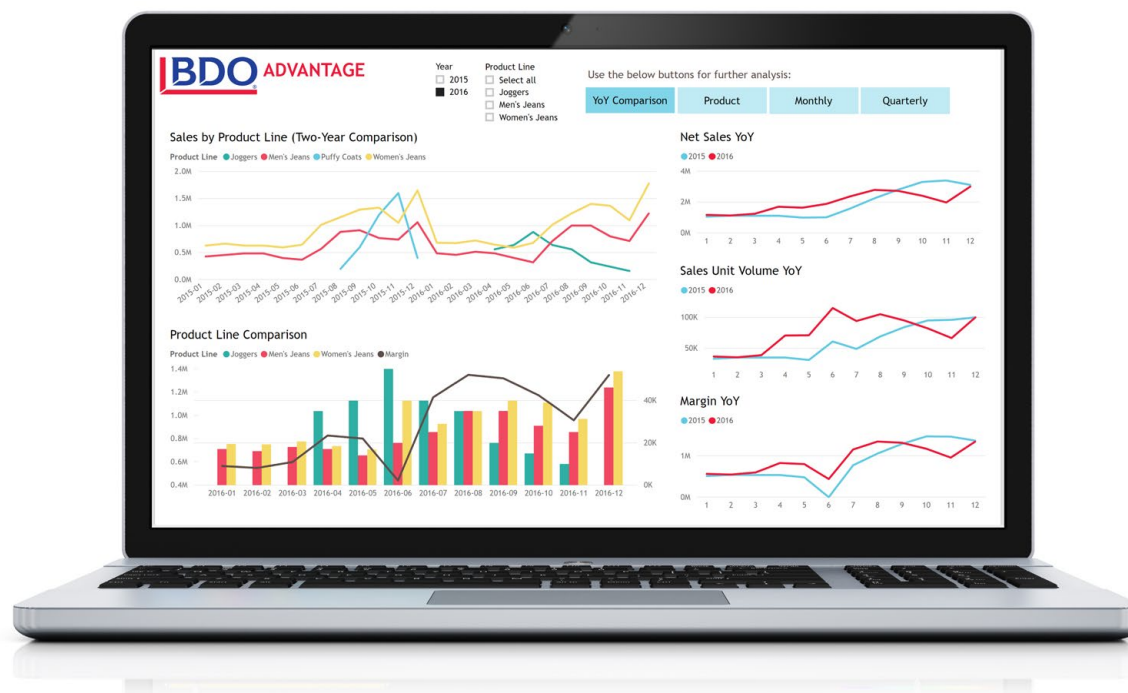 BDO ADVANTAGE
Year
2015
2016
Product Line
Select all
Joggers
Men's Jeans
Women's Jeans
Use the below buttons for further analysis:
YoY Comparison Product Monthly Quarterly
Sales by Product Line (Two-Year Comparison)
Product Line Joggers Men's Jeans Puffy Coats Women's Jeans
2.0M
1.5M
1.0M
0.5M
0.0M
2015-01 2015-02 2015-03 2015-04 2015-05 2015-06 2015-07 2015-08 2015-09 2015-10 2015-11 2015-12 2016-01 2016-02 2016-03 2016-04 2016-05 2016-06 2016-07 2016-08 2016-09 2016-10 2016-11 2016-12
Product Line Comparison
Product Line Joggers Men's Jeans Women's Jeans Margin
1.4M
1.2M
1.0M 40K
0.8M
0.6M 20K
0.4M 0K
2016-01 2016-02 2016-03 2016-04 2016-05 2016-06 2016-07 2016-08 2016-09 2016-10 2016-11 2016-12
Net Sales YoY
2015 2016
4M
2M
0M
1 2 3 4 5 6 7 8 9 10 11 12
Sales Unit Volume YoY
2015 2016
100K
50K
1 2 3 4 5 6 7 8 9 10 11 12
Margin YoY
2015 2016
1M
0M
1 2 3 4 5 6 7 8 9 10 11 12